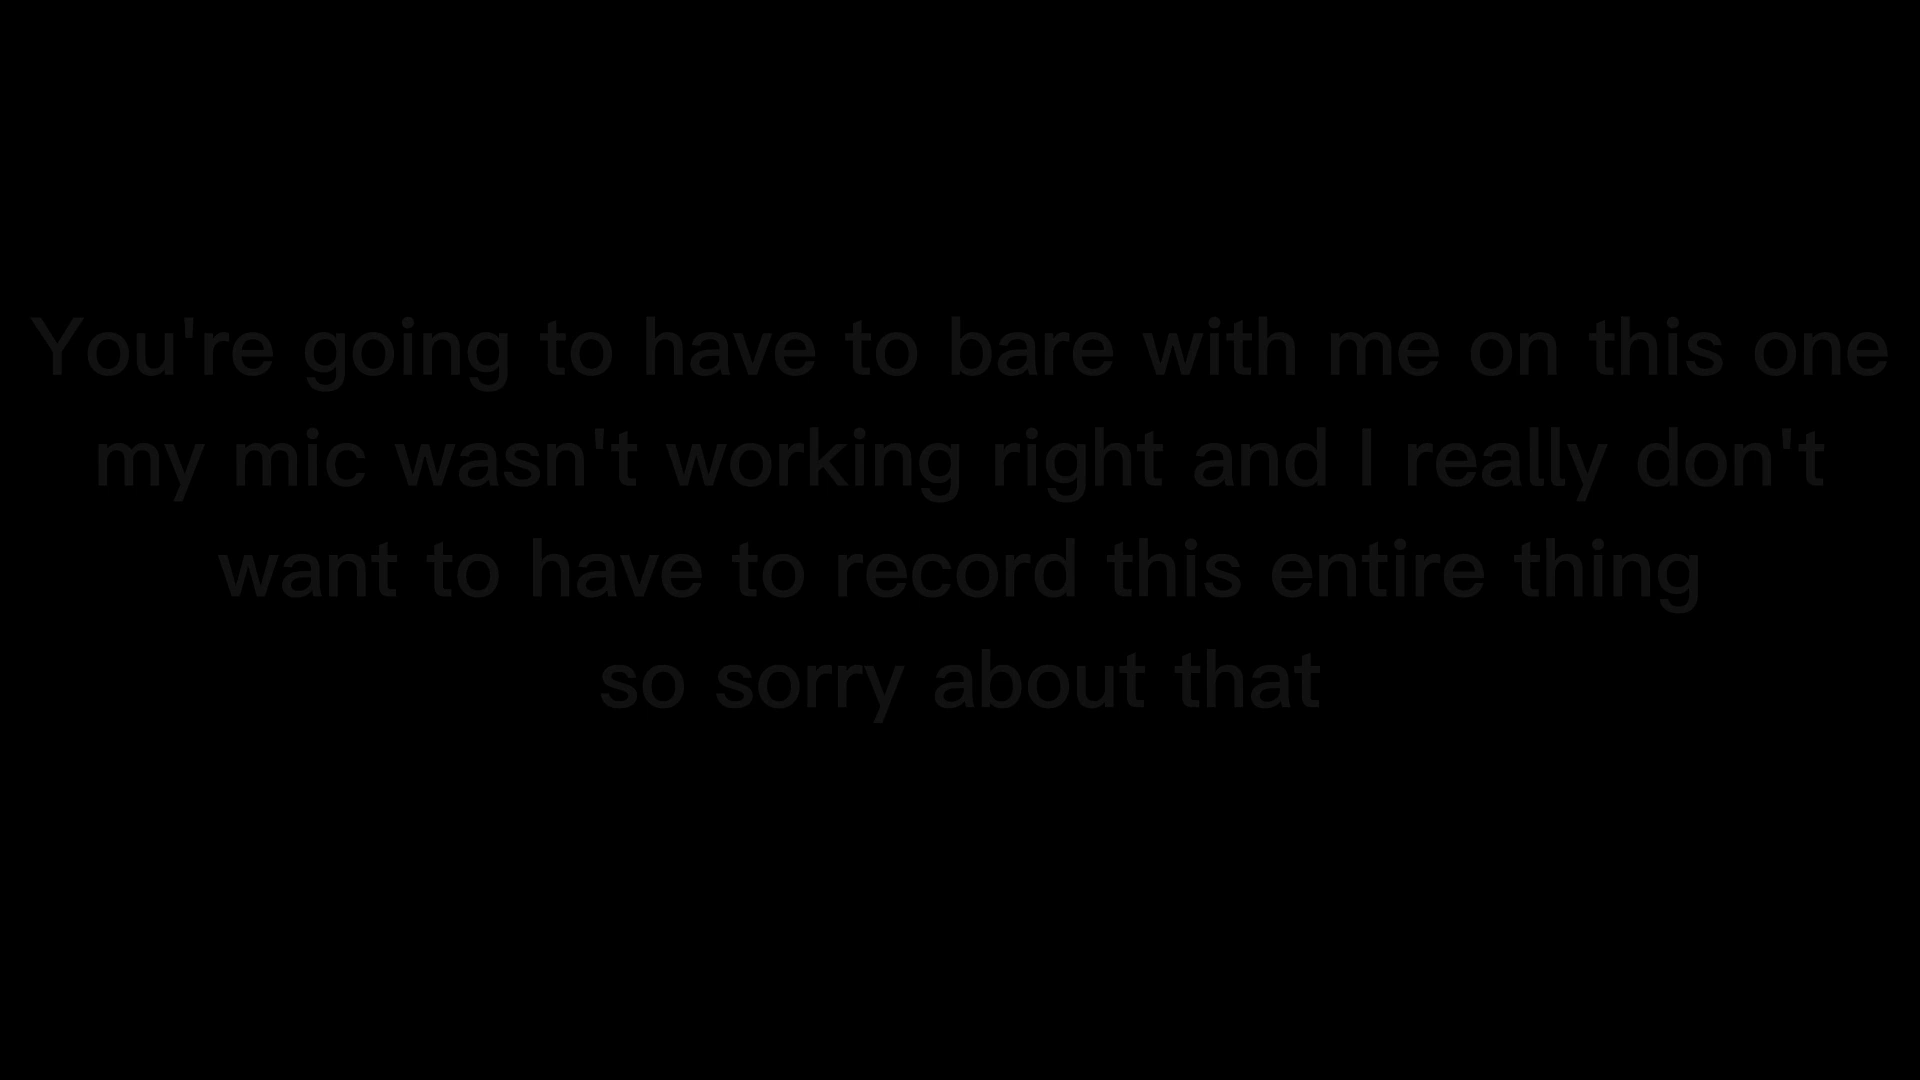 You're going to have to bare with me on this one
my mic wasn't working right and I really don't
want to have to record this entire thing
so sorry about that